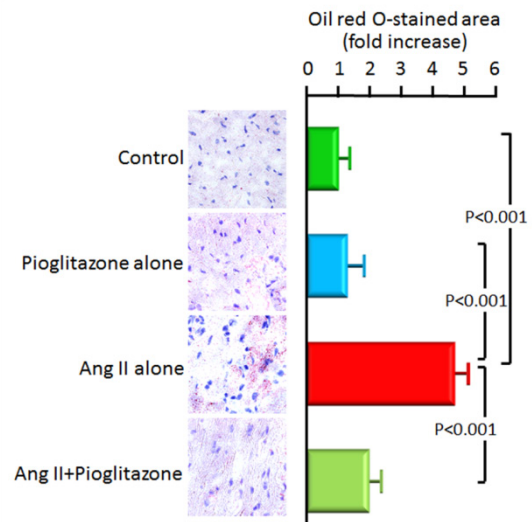 Oil red O-stained area
(fold increase)
0 1 2 3 4 5 6
Control
P<0.001
Pioglitazone alone
P<0.001
Ang II alone
P<0.001
Ang II+Pioglitazone